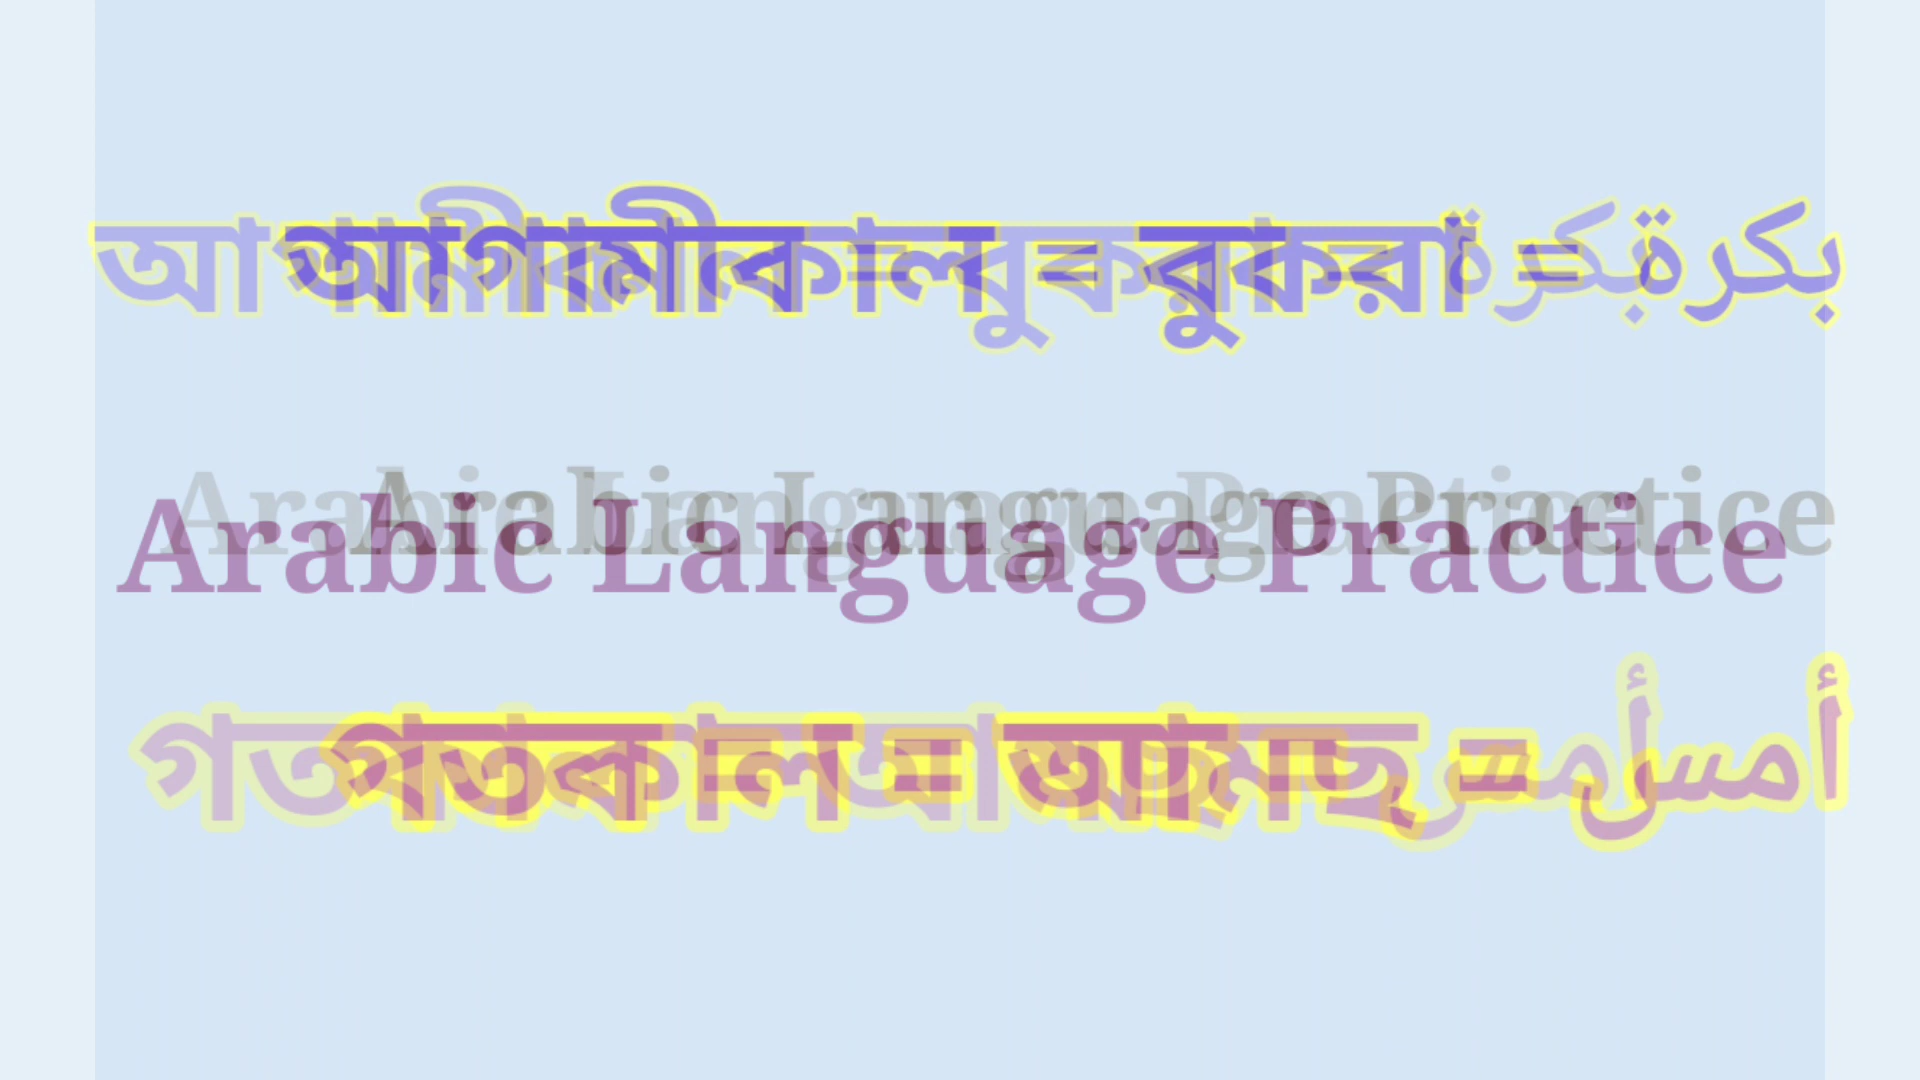 আগামীকাল = বুকরা = بكرة
Arabic Language Practice
গতকাল = আমছ = أمس